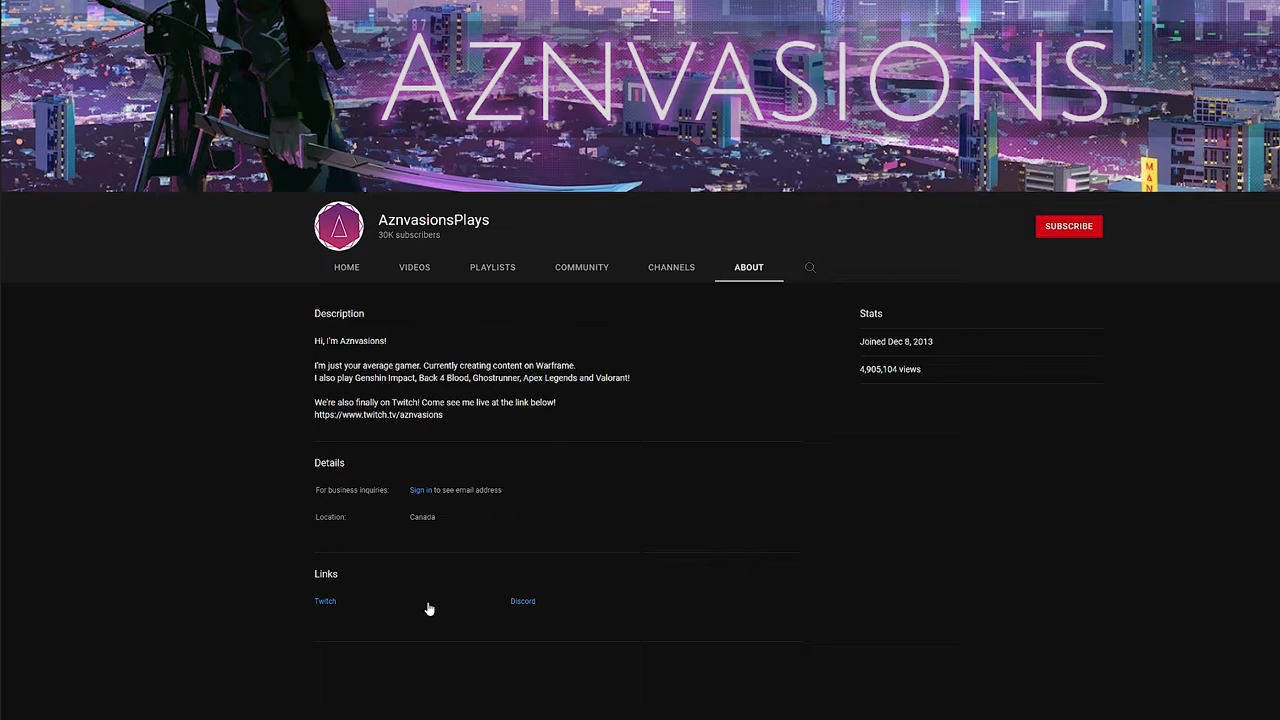 87
AZNVASIONS
MAN
AznvasionsPlays
30K subscribers
SUBSCRIBE
HOME VIDEOS PLAYLISTS COMMUNITY CHANNELS ABOUT
Description
Stats
Hi, I'm Aznvasions!
Joined Dec 8, 2013
I'm just your average gamer. Currently creating content on Warframe.
4,905,104 views
I also play Genshin Impact, Back 4 Blood, Ghostrunner, Apex Legends and Valorant!
We're also finally on Twitch! Come see me live at the link below!
https://www.twitch.tv/aznvasions
Details
For business inquiries: Sign in to see email address
Location: Canada
Links
Twitch Discord